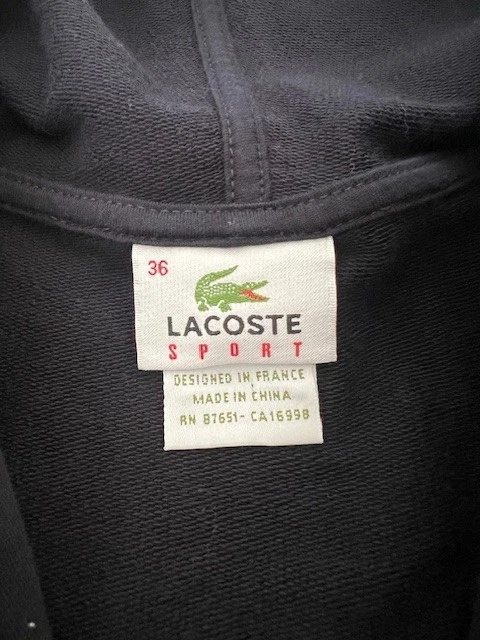 36
LACOSTE
SPORT
DESIGNED IN FRANCE
MADE IN CHINA
RN 87651- CA16998